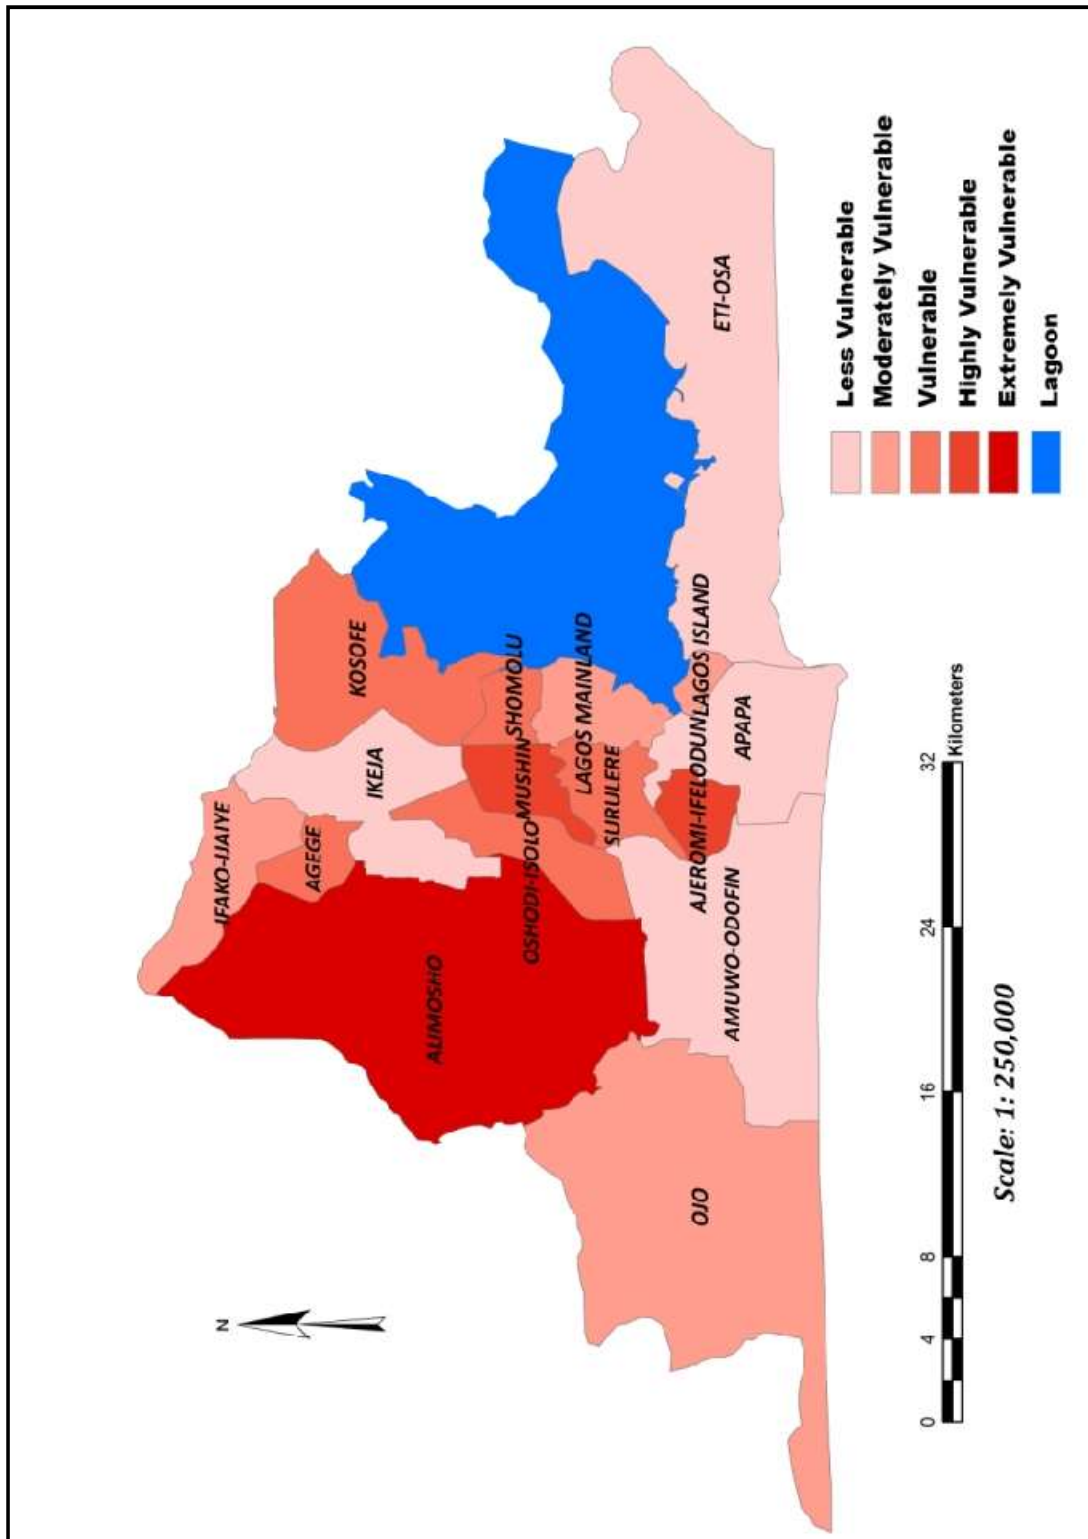 N
IFAKO-IJAIYE
AGEGE
IKEJA
KOSOFE
ALIMOSHO
OSHODI-ISOLO
MUSHIN
SHOMOLU
LAGOS MAINLAND
SURULERE
AJEROMI-IFELODUN
LAGOS ISLAND
OJO
AMUWO-ODOFIN
APAPA
ETI-OSA
Less Vulnerable
Moderately Vulnerable
Vulnerable
Highly Vulnerable
Extremely Vulnerable
Lagoon
0 4 8 16 24 32
Kilometers
Scale: 1: 250,000